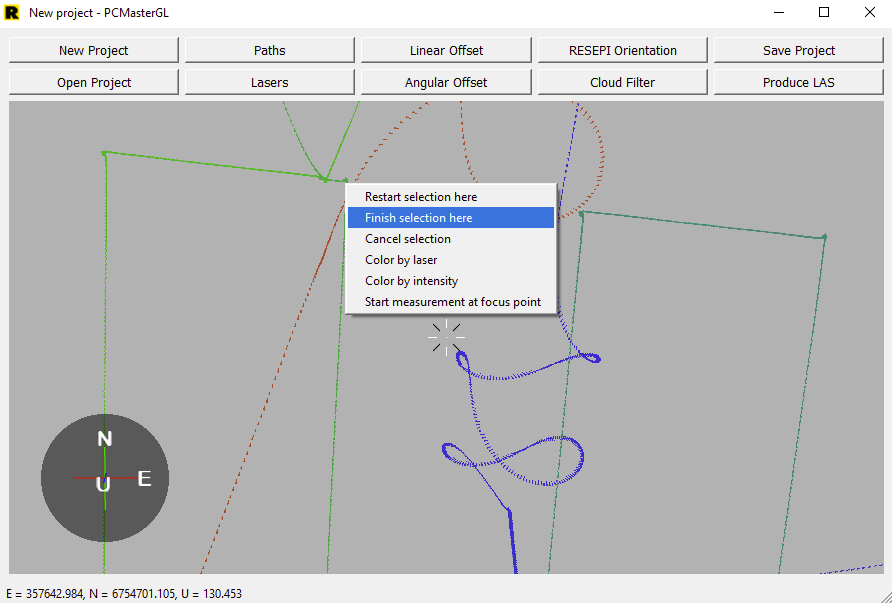 R New project - PCMasterGL
New Project Paths Linear Offset RESEPI Orientation Save Project
Open Project Lasers Angular Offset Cloud Filter Produce LAS
Restart selection here
Finish selection here
Cancel selection
Color by laser
Color by intensity
Start measurement at focus point
N
U E
E = 357642.984, N = 6754701.105, U = 130.453